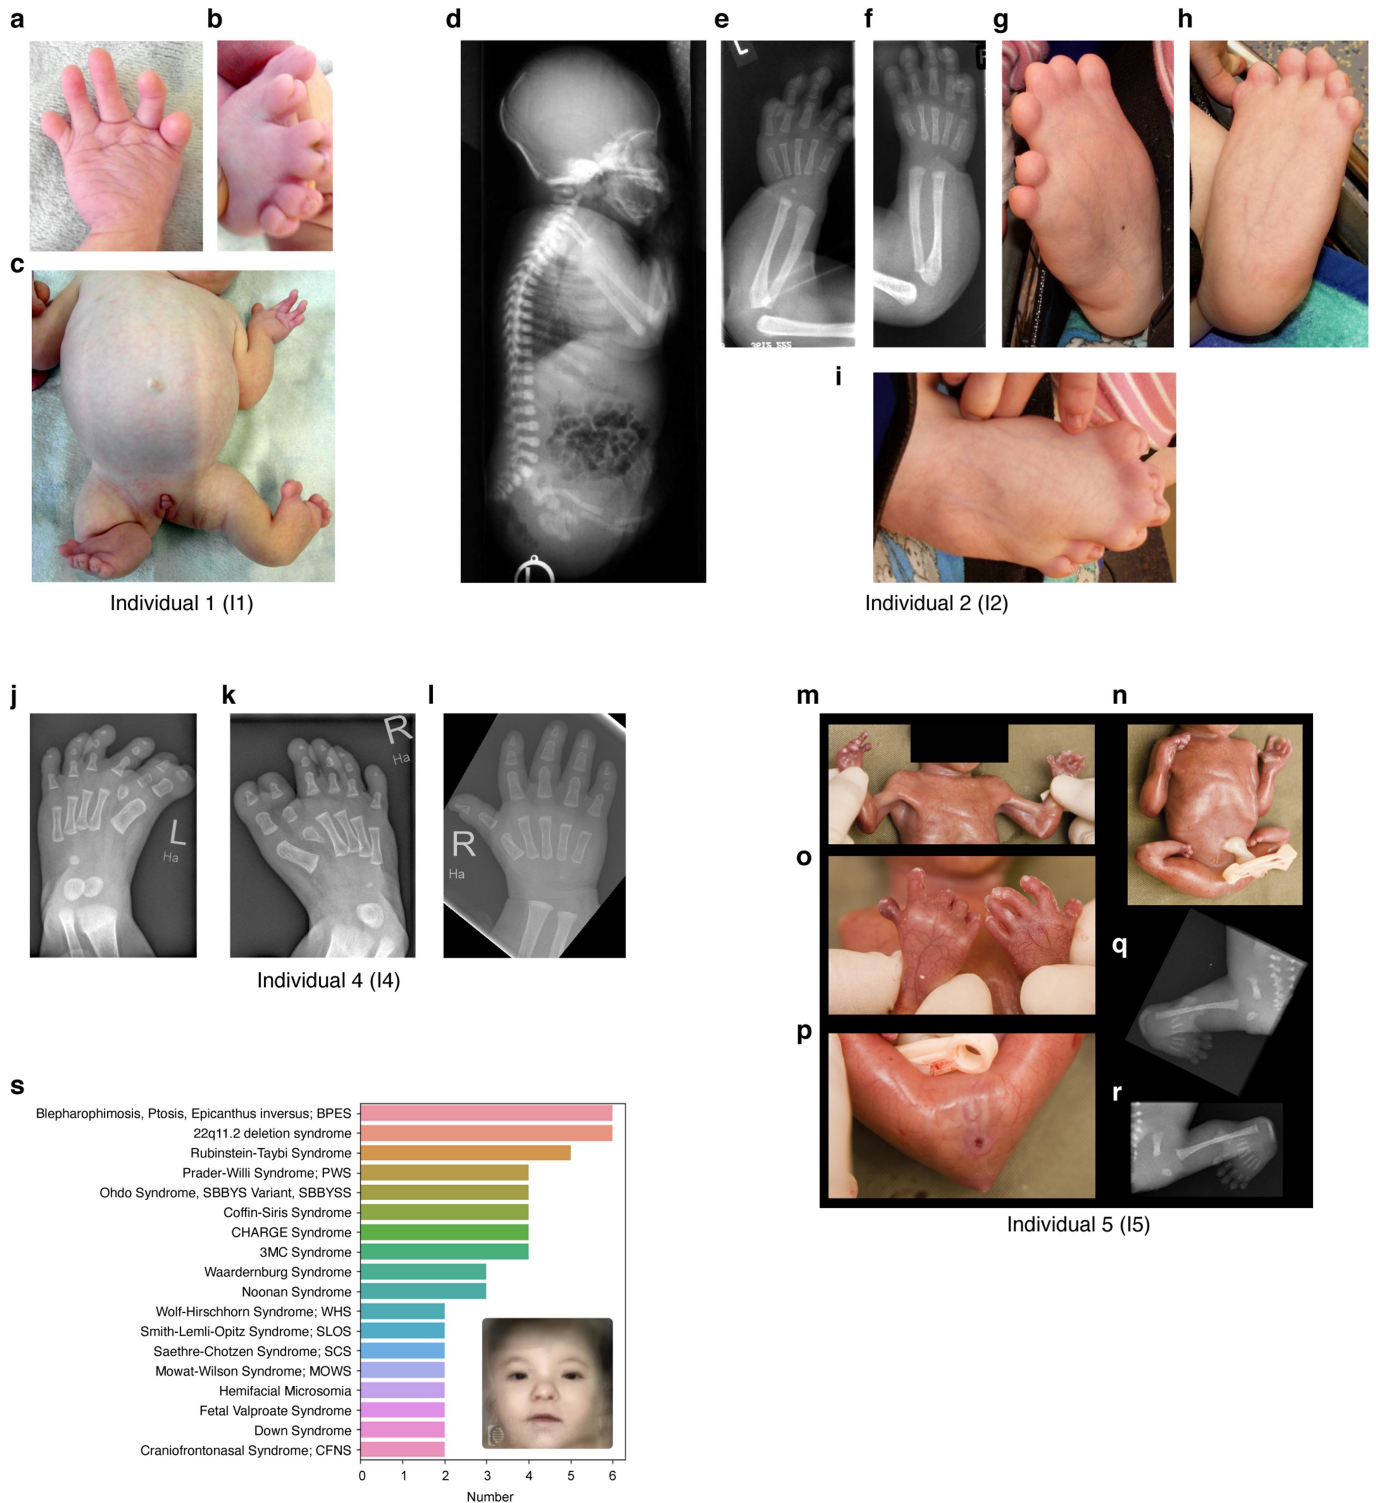 a
b
c
d
e
f
g
h
i
L
3612 222
Individual 1 (I1)
Individual 2 (I2)
j
k
l
m
n
L
Ha
R
Ha
R
Ha
o
p
q
r
Individual 4 (I4)
Individual 5 (I5)
s
Blepharophimosis, Ptosis, Epicanthus inversus; BPES
22q11.2 deletion syndrome
Rubinstein-Taybi Syndrome
Prader-Willi Syndrome; PWS
Ohdo Syndrome, SBBYS Variant, SBBYSS
Coffin-Siris Syndrome
CHARGE Syndrome
3MC Syndrome
Waardernburg Syndrome
Noonan Syndrome
Wolf-Hirschhorn Syndrome; WHS
Smith-Lemli-Opitz Syndrome; SLOS
Saethre-Chotzen Syndrome; SCS
Mowat-Wilson Syndrome; MOWS
Hemifacial Microsomia
Fetal Valproate Syndrome
Down Syndrome
Craniofrontonasal Syndrome; CFNS
0 1 2 3 4 5 6
Number